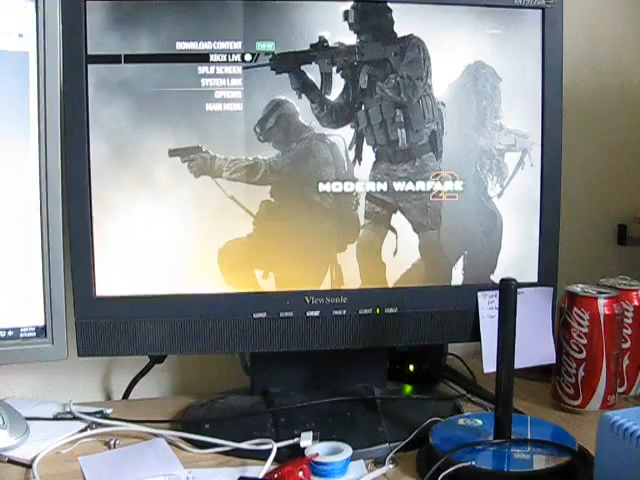 DOWNLOAD CONTENT NEW
XBOX LIVE
SPLIT SCREEN
SYSTEM LINK
OPTIONS
MAIN MENU
MODERN WARFARE
2
ViewSonic
Coca-Cola